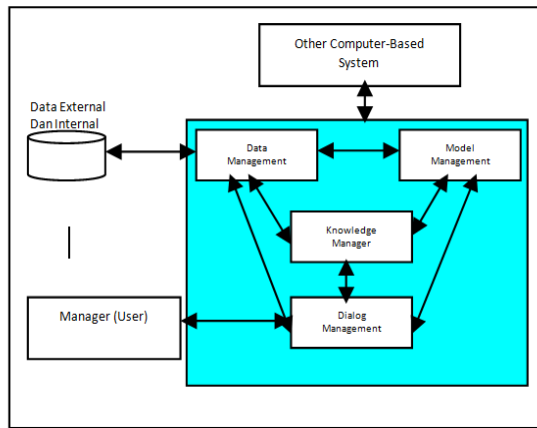 Other Computer-Based
System
Data External
Dan Internal
Data
Management
Model
Management
Knowledge
Manager
Manager (User)
Dialog
Management